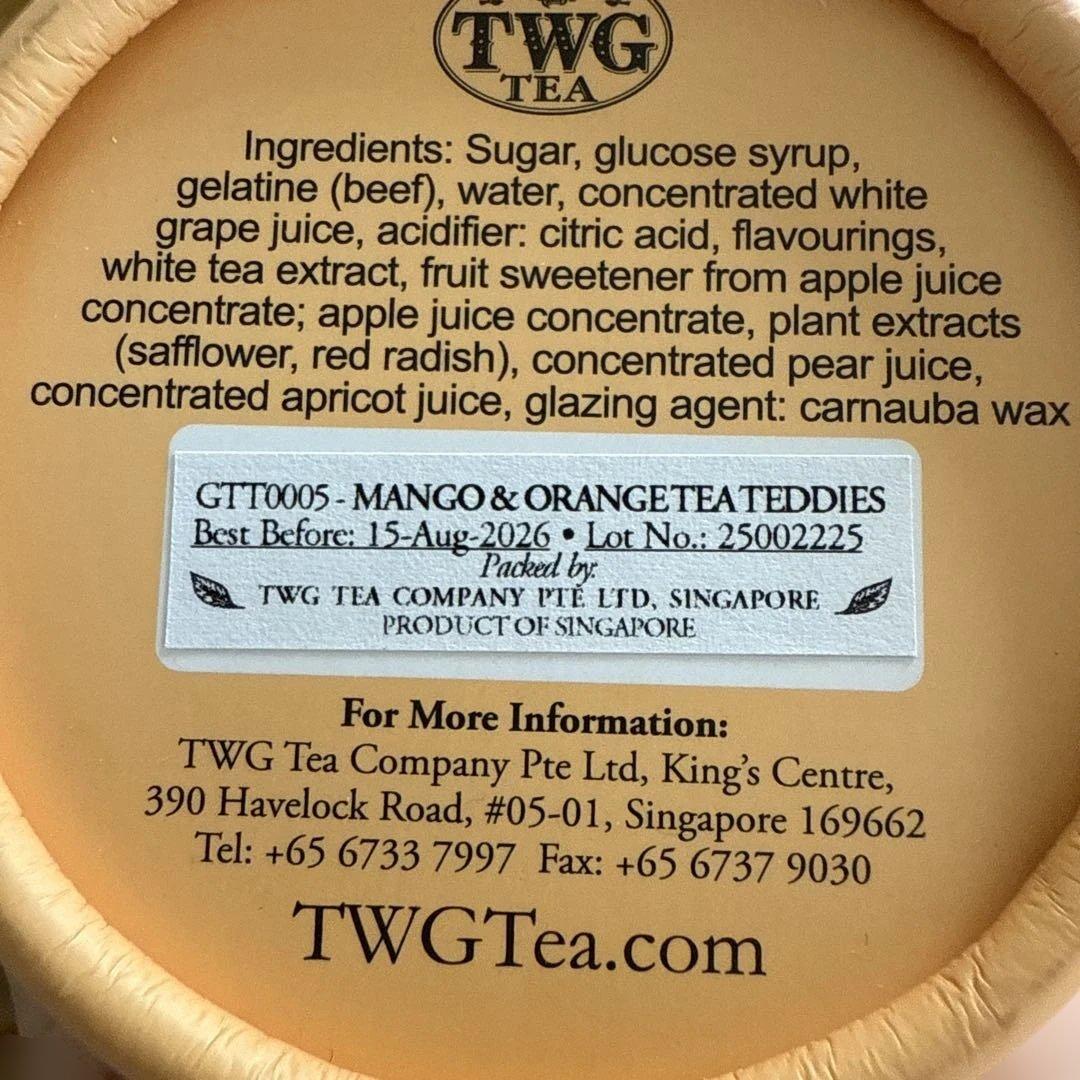 TWG
TEA
Ingredients: Sugar, glucose syrup,
gelatine (beef), water, concentrated white
grape juice, acidifier: citric acid, flavourings,
white tea extract, fruit sweetener from apple juice
concentrate; apple juice concentrate, plant extracts
(safflower, red radish), concentrated pear juice,
concentrated apricot juice, glazing agent: carnauba wax
GTT0005 - MANGO & ORANGE TEA TEDDIES
Best Before: 15-Aug-2026 • Lot No.: 25002225
Packed by:
TWG TEA COMPANY PTE LTD, SINGAPORE
PRODUCT OF SINGAPORE
For More Information:
TWG Tea Company Pte Ltd, King's Centre,
390 Havelock Road, #05-01, Singapore 169662
Tel: +65 6733 7997 Fax: +65 6737 9030
TWGTea.com